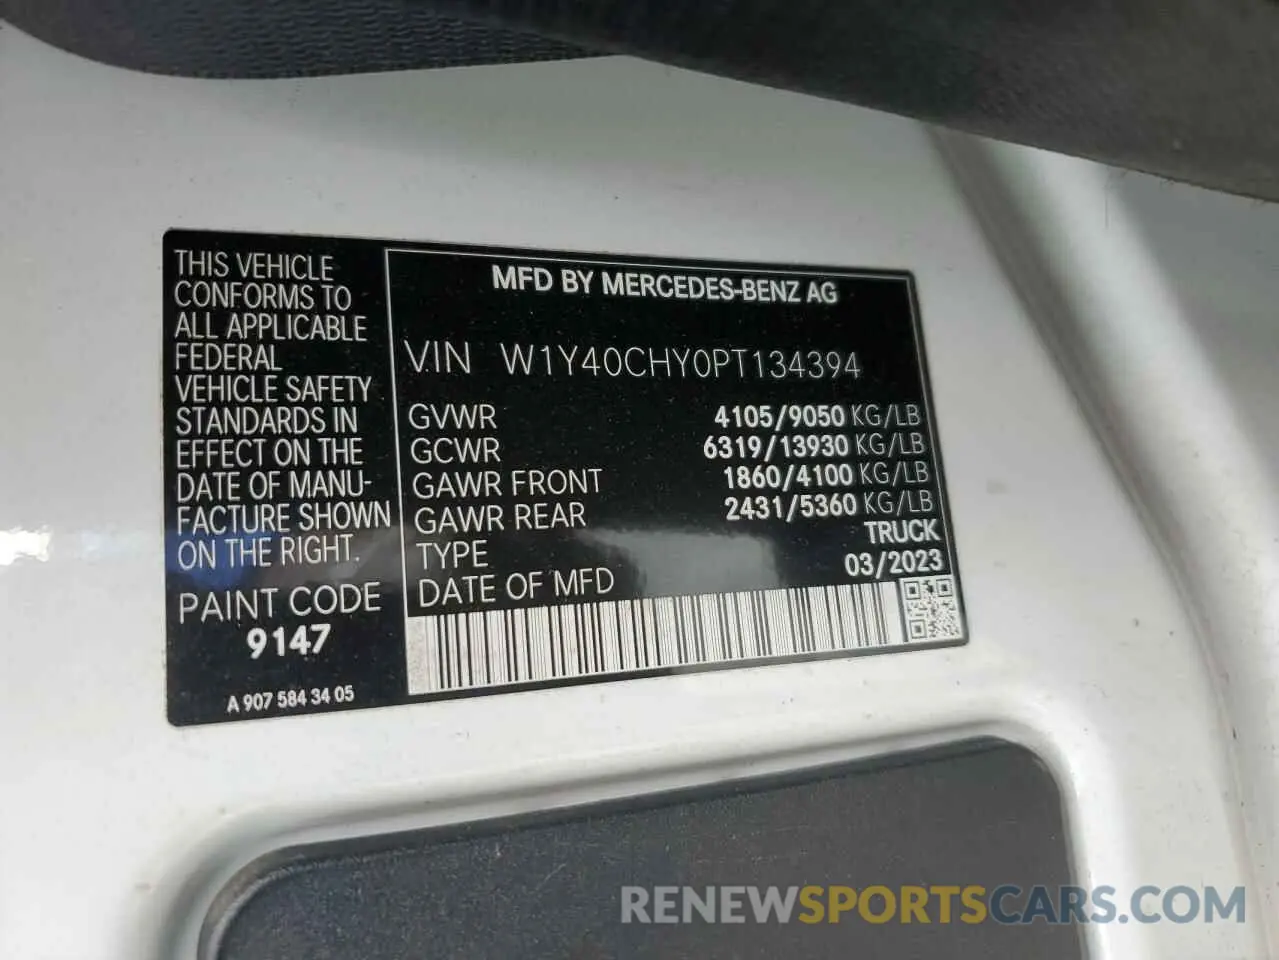 THIS VEHICLE
CONFORMS TO
ALL APPLICABLE
FEDERAL
VEHICLE SAFETY
STANDARDS IN
EFFECT ON THE
DATE OF MANU-
FACTURE SHOWN
ON THE RIGHT.
PAINT CODE
9147
A 907 584 34 05
MFD BY MERCEDES-BENZ AG
VIN W1Y40CHY0PT134394
GVWR 4105/9050 KG/LB
GCWR 6319/13930 KG/LB
GAWR FRONT 1860/4100 KG/LB
GAWR REAR 2431/5360 KG/LB
TYPE TRUCK
DATE OF MFD 03/2023
RENEWSPORTSCARS.COM